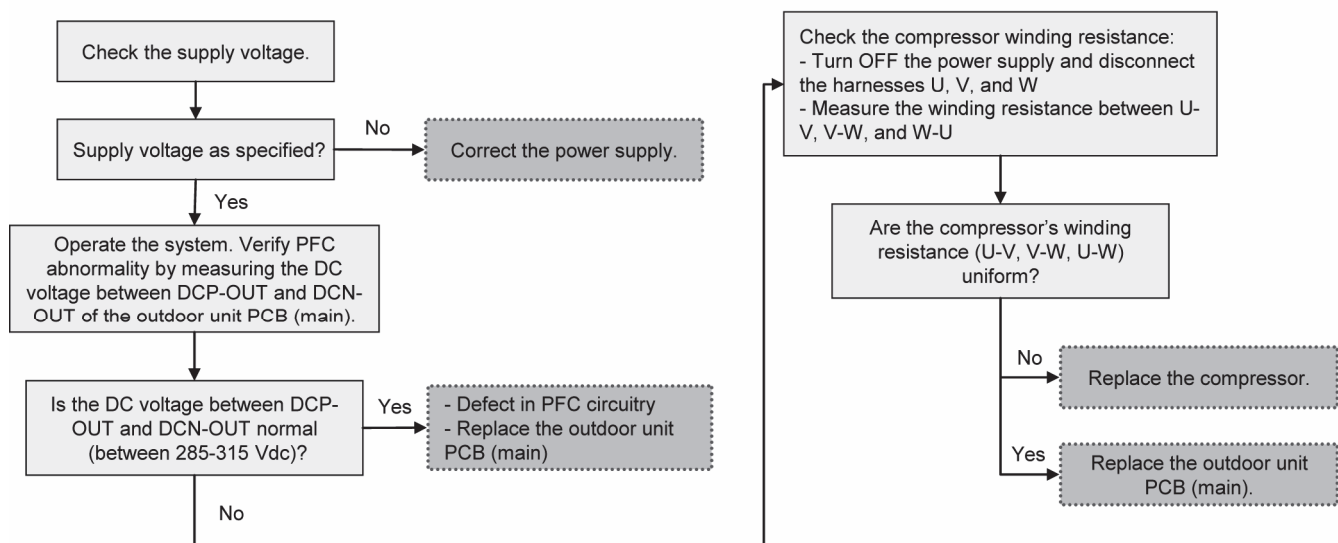 Check the supply voltage.
Supply voltage as specified?
No
Correct the power supply.
Yes
Operate the system. Verify PFC
abnormality by measuring the DC
voltage between DCP-OUT and DCN-
OUT of the outdoor unit PCB (main).
Is the DC voltage between DCP-
OUT and DCN-OUT normal
(between 285-315 Vdc)?
Yes
- Defect in PFC circuitry
- Replace the outdoor unit
PCB (main)
No
Check the compressor winding resistance:
- Turn OFF the power supply and disconnect
the harnesses U, V, and W
- Measure the winding resistance between U-
V, V-W, and W-U
Are the compressor's winding
resistance (U-V, V-W, U-W)
uniform?
No
Replace the compressor.
Yes
Replace the outdoor unit
PCB (main).